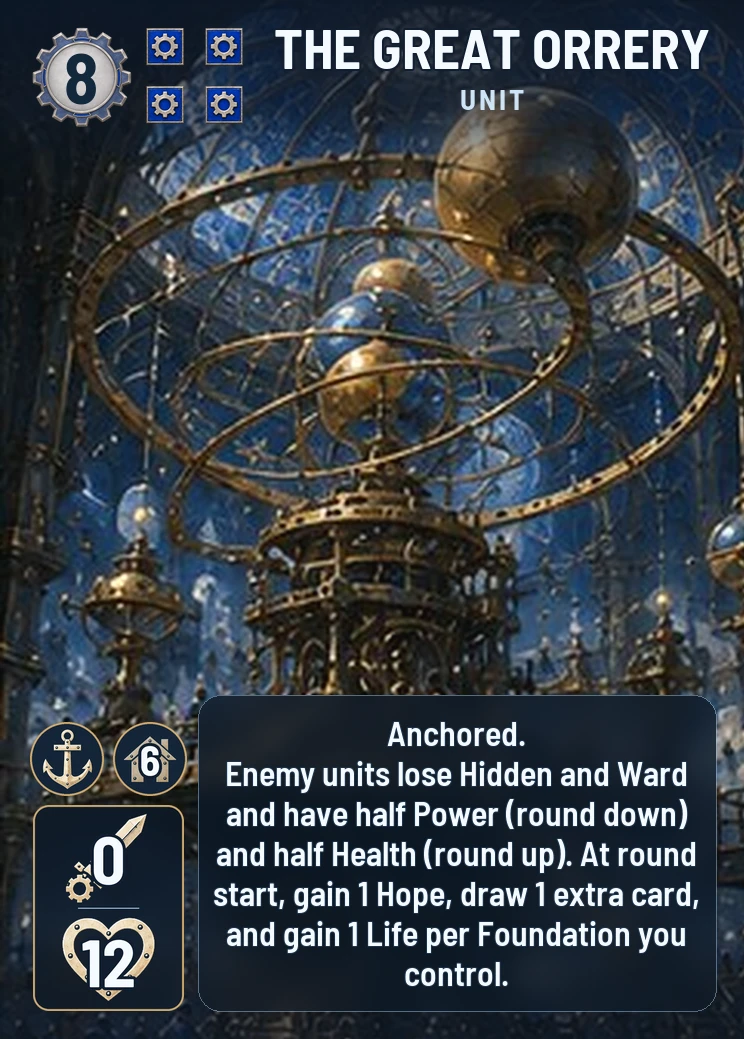 8
THE GREAT ORRERY
UNIT
6
0
12
Anchored.
Enemy units lose Hidden and Ward
and have half Power (round down)
and half Health (round up). At round
start, gain 1 Hope, draw 1 extra card,
and gain 1 Life per Foundation you
control.